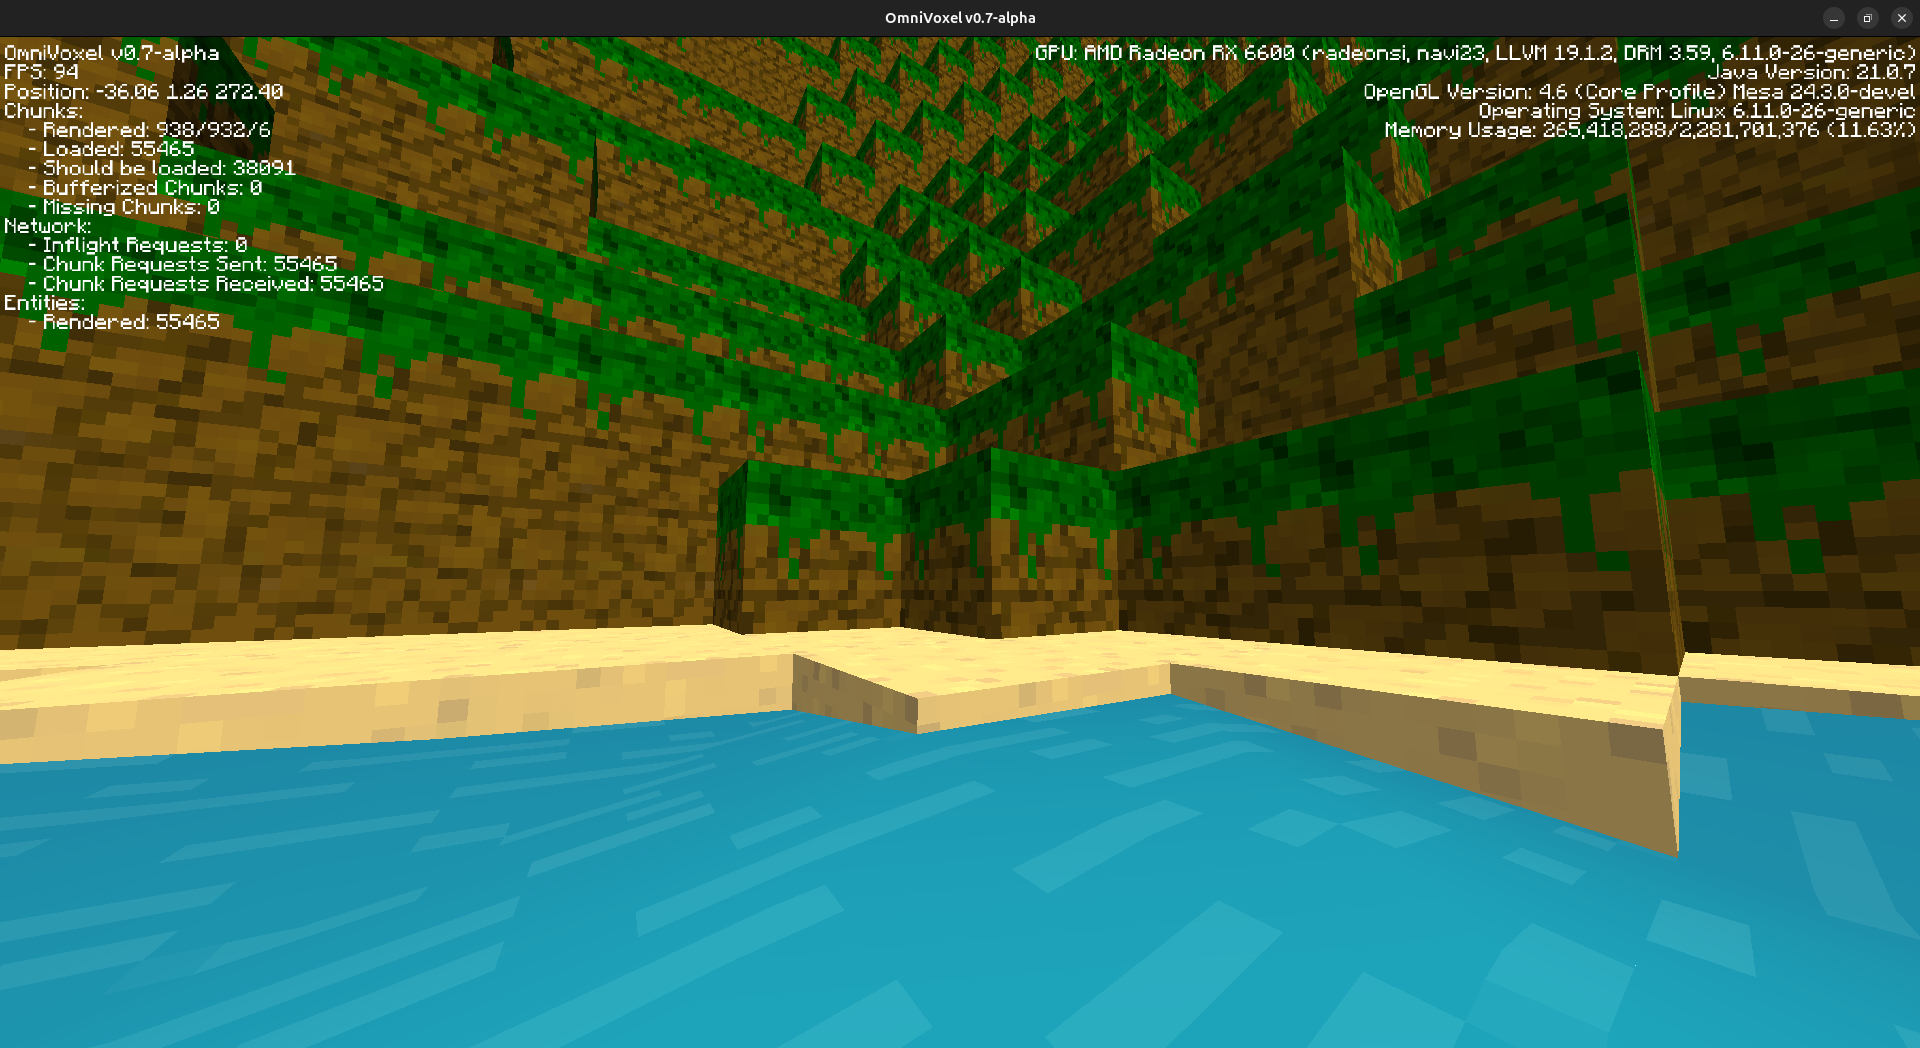 OmniVoxel v0.7-alpha
OmniVoxel v0.7-alpha
FPS: 94
Position: -36.06 1.26 272.40
Chunks:
- Rendered: 938/932/6
- Loaded: 55465
- Should be loaded: 38091
- Bufferized Chunks: 0
- Missing Chunks: 0
Network:
- Inflight Requests: 0
- Chunk Requests Sent: 55465
- Chunk Requests Received: 55465
Entities:
- Rendered: 55465
GPU: AMD Radeon RX 6600 (radeonsi, navi23, LLVM 19.1.2, DRM 3.59, 6.11.0-26-generic)
Java Version: 21.0.7
OpenGL Version: 4.6 (Core Profile) Mesa 24.3.0-devel
Operating System: Linux 6.11.0-26-generic
Memory Usage: 265,418,288/2,281,701,376 (11.63%)